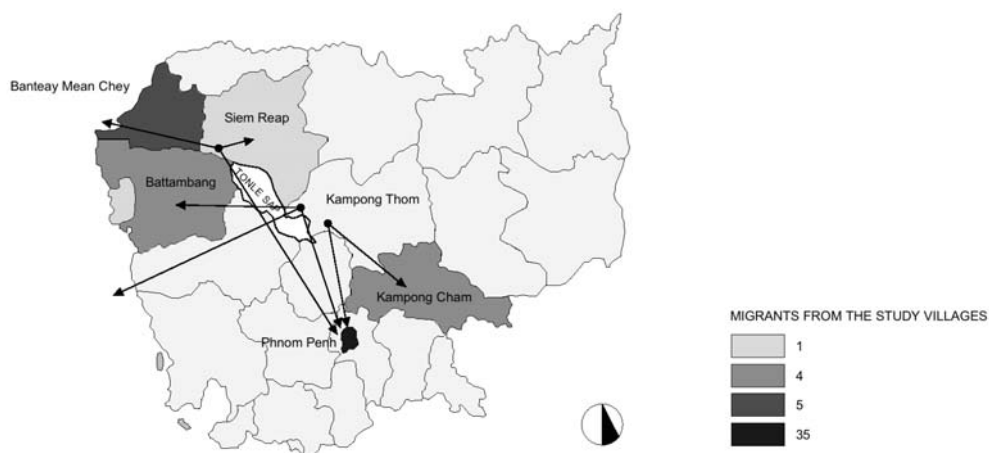 Banteay Mean Chey
Siem Reap
Battambang
TONLE SAP
Kampong Thom
Kampong Cham
Phnom Penh
MIGRANTS FROM THE STUDY VILLAGES
1
4
5
35